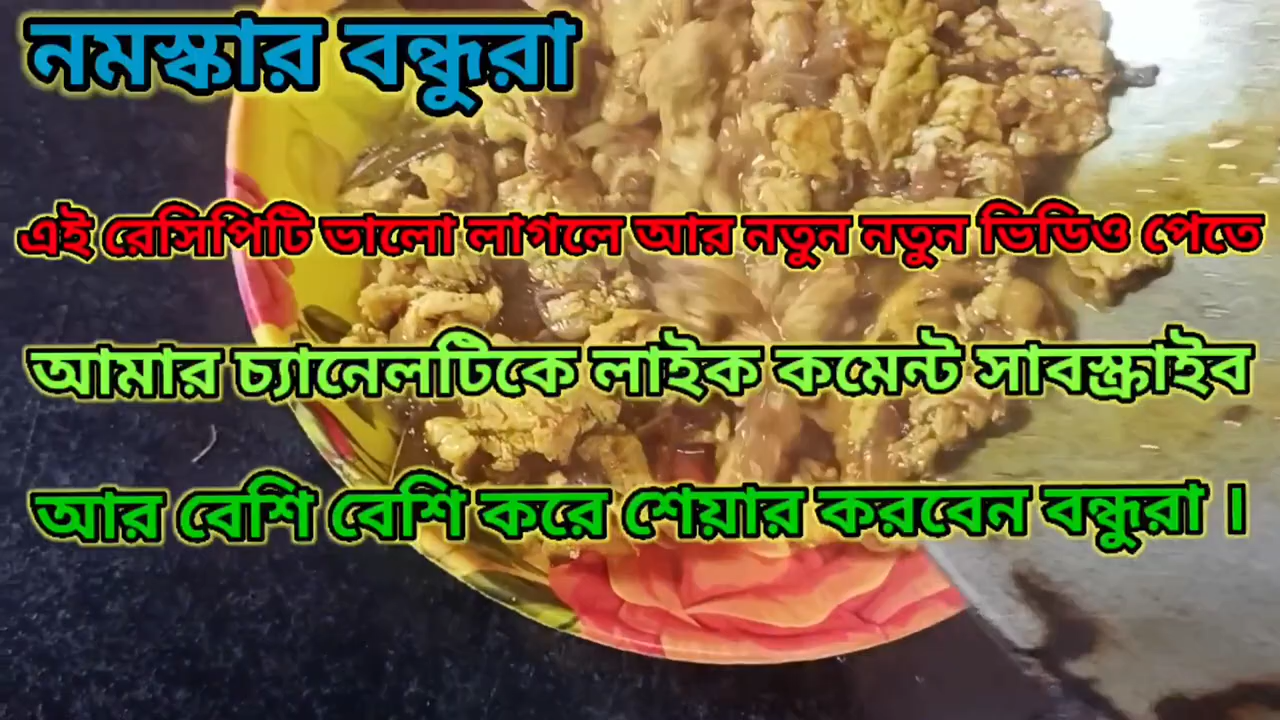 নমস্কার বন্ধুরা
এই রেসিপিটি ভালো লাগলে আর নতুন নতুন ভিডিও পেতে
আমার চ্যানেলটিকে লাইক কমেন্ট সাবস্ক্রাইব
আর বেশি বেশি করে শেয়ার করবেন বন্ধুরা ।